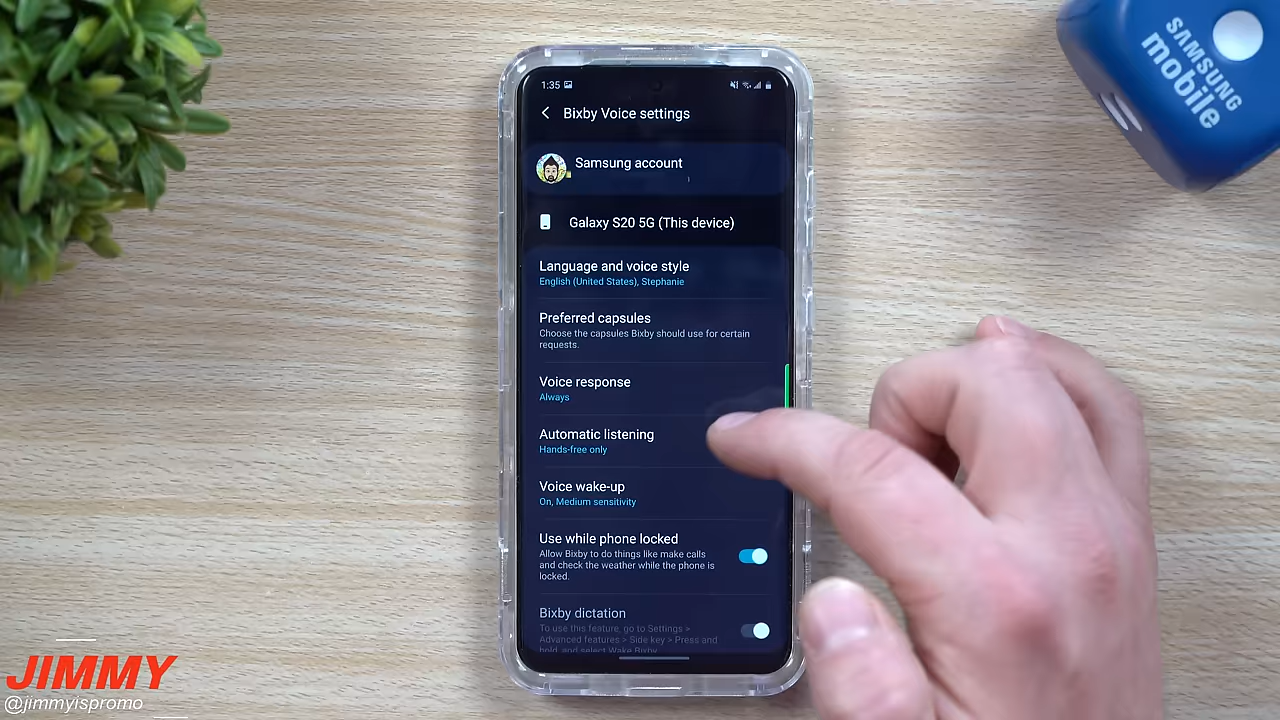 SAMSUNG
mobile
1:35
Bixby Voice settings
Samsung account
Galaxy S20 5G (This device)
Language and voice style
English (United States), Stephanie
Preferred capsules
Choose the capsules Bixby should use for certain
requests.
Voice response
Always
Automatic listening
Hands-free only
Voice wake-up
On, Medium sensitivity
Use while phone locked
Allow Bixby to do things like make calls
and check the weather while the phone is
locked.
Bixby dictation
To use this feature, go to Settings >
Advanced features > Side key > Press and
hold, and select Wake Bixby.
JIMMY
@jimmyispromo